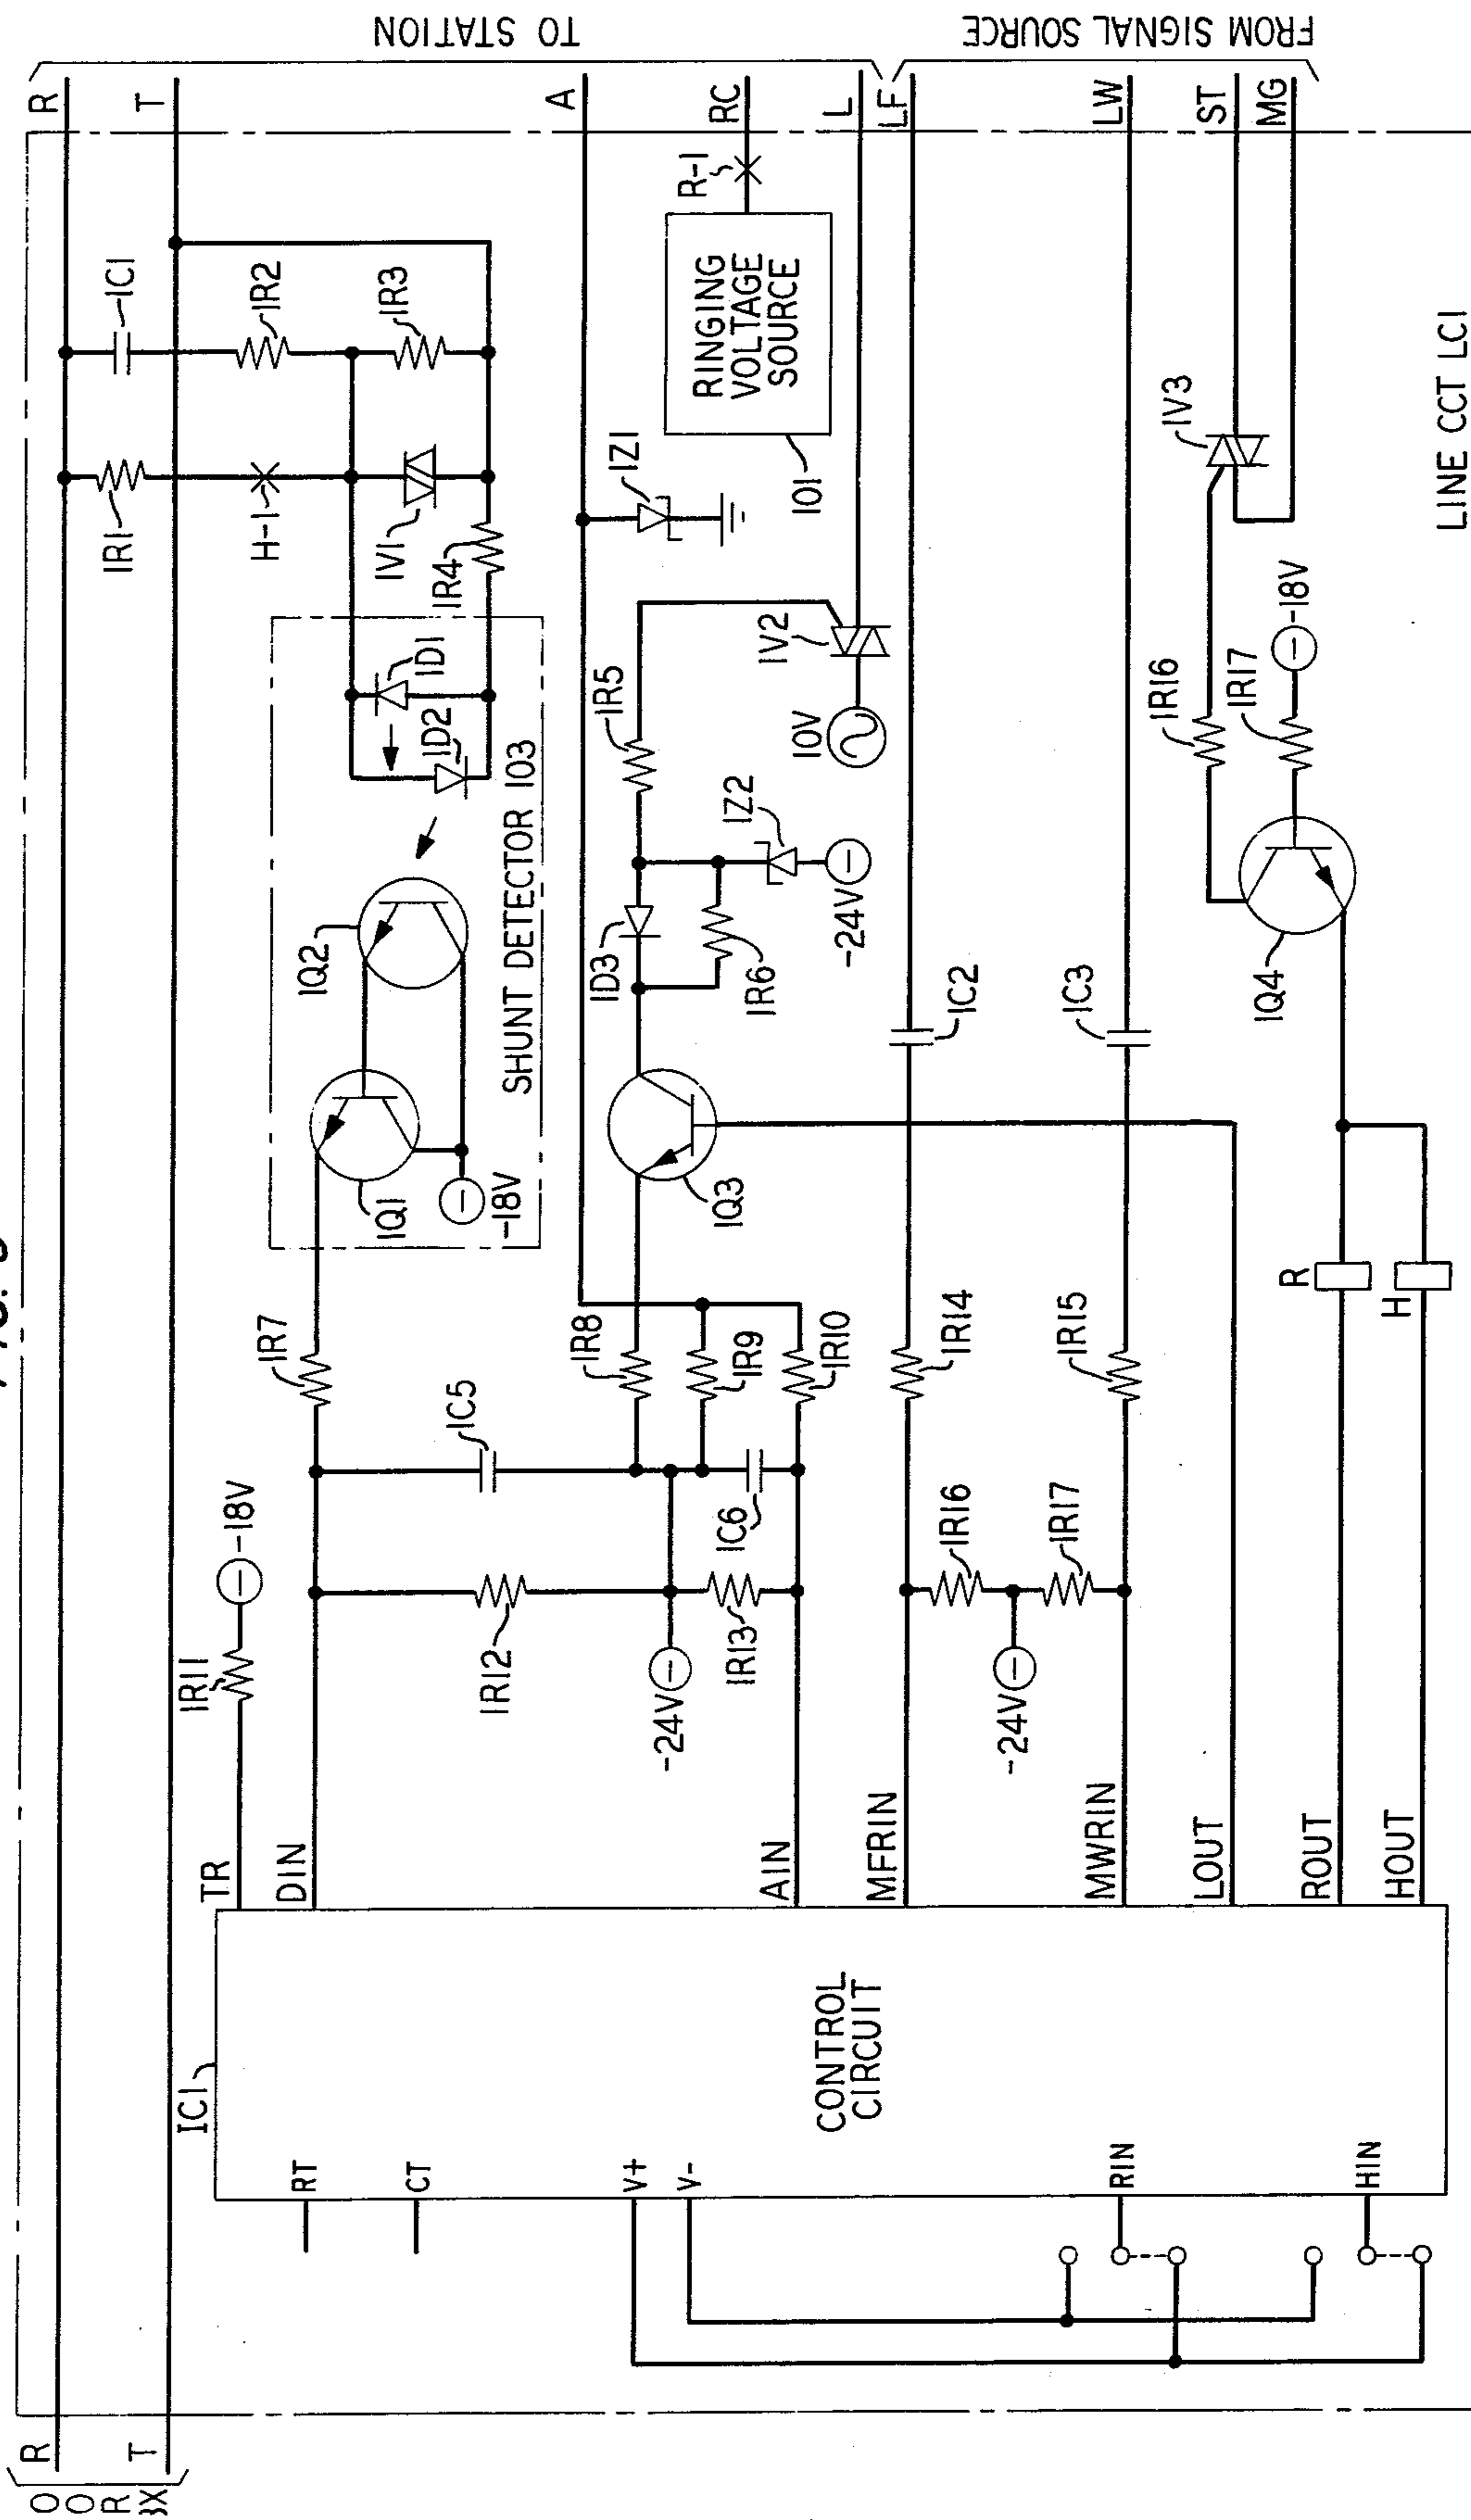 R
T
A
RC
L
LF
LW
ST
MG
TO STATION
FROM SIGNAL SOURCE
1C1
1R2
1R3
1R1
H-1
1V1
1R4
1D1
1D2
SHUNT DETECTOR 103
1Q2
1Q1
-18V
R-1
RINGING
VOLTAGE
SOURCE
101
1Z1
1V2
10V
1R5
1Z2
-24V
1D3
1R6
1Q3
1C2
1C3
1V3
1R16
1R17
-18V
1Q4
R
H
1R7
1R8
1R9
1R10
1R14
1R15
1C5
1C6
-18V
1R11
1R12
1R13
-24V
1R16
1R17
-24V
TR
DIN
AIN
MFRIN
MWRIN
LOUT
ROUT
HOUT
IC1
CONTROL
CIRCUIT
RT
CT
V+
V-
RIN
HIN
R
T
OR
LINE CCT LC1